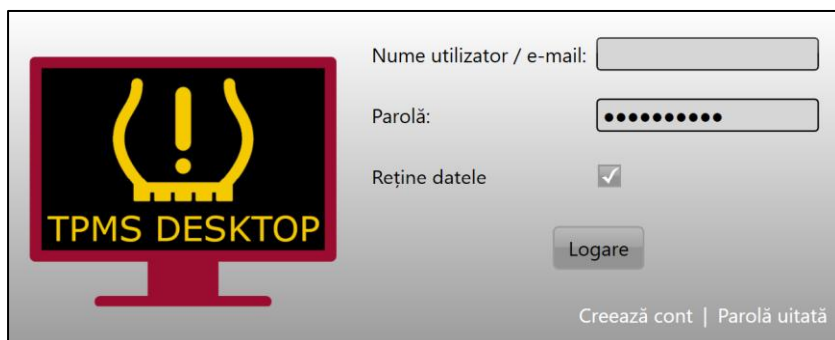 Nume utilizator / e-mail:
Parolă:
●●●●●●●●●●
Reține datele
Logare
Creează cont | Parolă uitată
TPMS DESKTOP